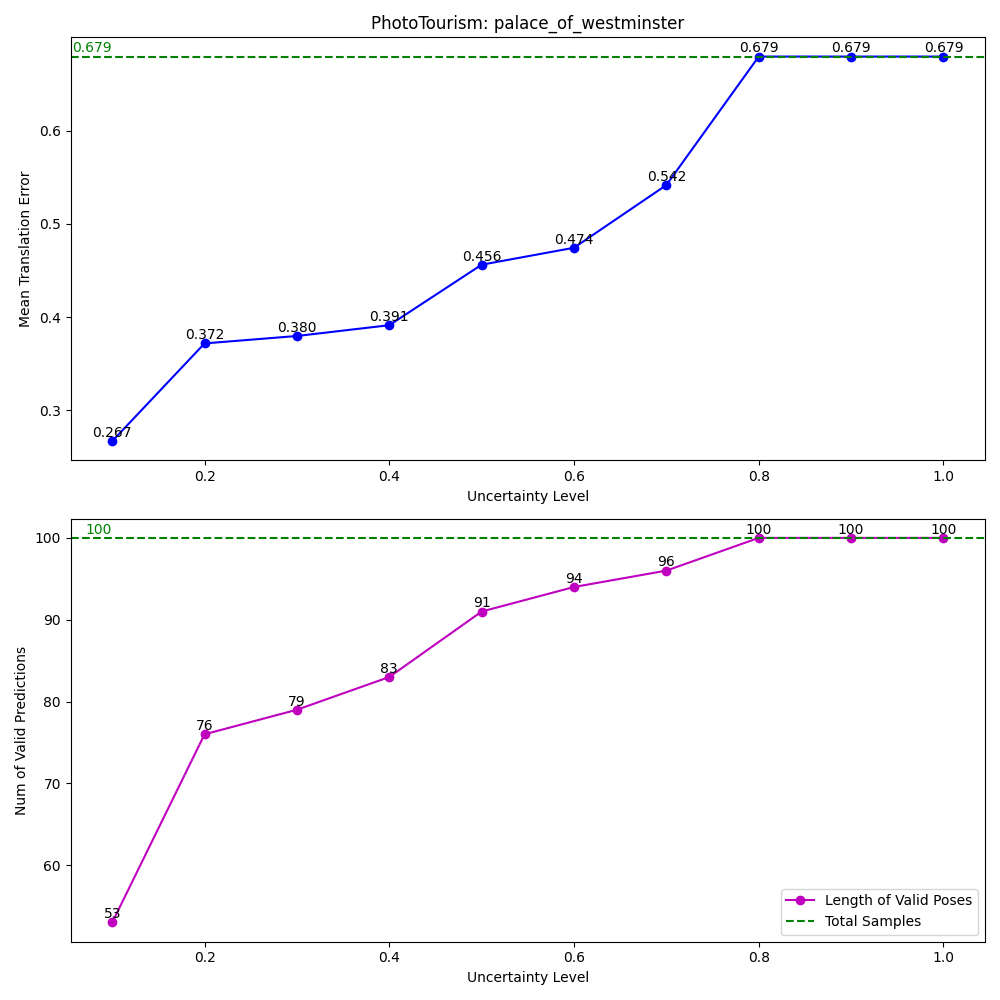 PhotoTourism: palace_of_westminster
0.679
0.679 0.679 0.679
0.6
0.542
0.5
0.474
0.456
0.4
0.391
0.380
0.372
0.3
0.267
Mean Translation Error
0.2 0.4 0.6 0.8 1.0
Uncertainty Level
100
100 100 100
100
96
94
91
90
83
80
79
76
70
60
53
Num of Valid Predictions
Length of Valid Poses
Total Samples
0.2 0.4 0.6 0.8 1.0
Uncertainty Level